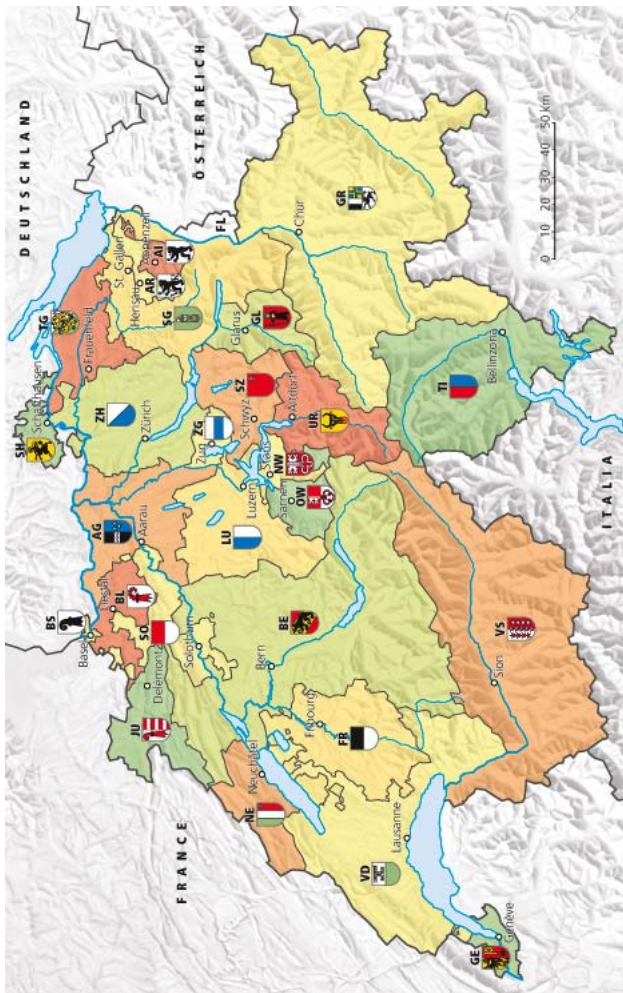 DEUTSCHLAND
SH
Schaffhausen
BS
Basel
TG
Frauenfeld
AG
BL
Liestal
ZH
JU
SO
Aarau
Zürich
St. Gallen
Delémont
Herisau
AR
AI
Appenzell
SG
FRANCE
Solothurn
ZG
Zug
ÖSTERREICH
LU
FL
NE
Neuchâtel
Luzern
Schwyz
SZ
Glarus
GL
Bern
Stans
NW
Sarnen
OW
Altdorf
Chur
BE
Fribourg
FR
UR
GR
VD
Lausanne
TI
GE
Genève
Sion
VS
Bellinzona
ITALIA
0 10 20 30 40 50 km